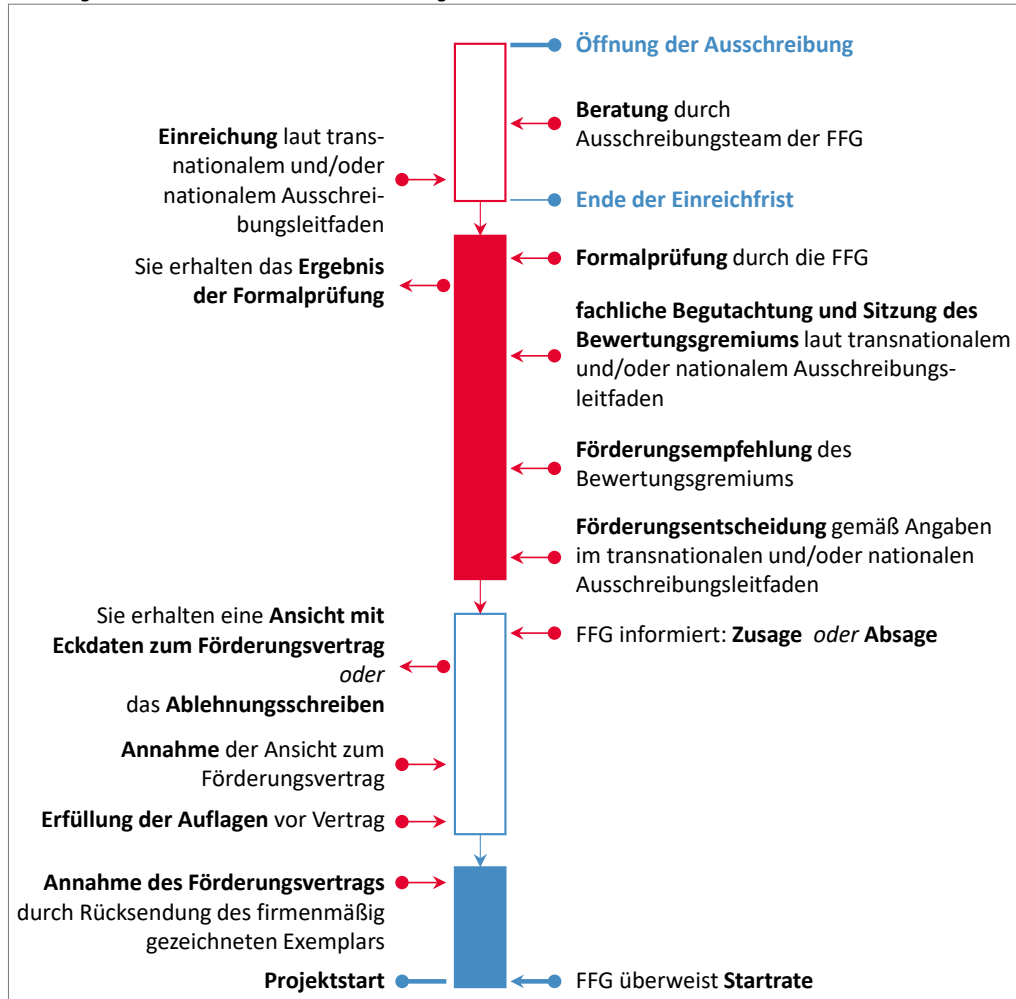 Öffnung der Ausschreibung
Beratung durch
Ausschreibungsteam der FFG
Einreichung laut trans-
nationalem und/oder
nationalem Ausschrei-
bungsleitfaden
Ende der Einreichfrist
Formalprüfung durch die FFG
Sie erhalten das Ergebnis
der Formalprüfung
fachliche Begutachtung und Sitzung des
Bewertungsgremiums laut transnationalem
und/oder nationalem Ausschreibungs-
leitfaden
Förderungsempfehlung des
Bewertungsgremiums
Förderungsentscheidung gemäß Angaben
im transnationalen und/oder nationalen
Ausschreibungsleitfaden
FFG informiert: Zusage oder Absage
Sie erhalten eine Ansicht mit
Eckdaten zum Förderungsvertrag
oder
das Ablehnungsschreiben
Annahme der Ansicht zum
Förderungsvertrag
Erfüllung der Auflagen vor Vertrag
Annahme des Förderungsvertrags
durch Rücksendung des firmenmäßig
gezeichneten Exemplars
Projektstart
FFG überweist Startrate